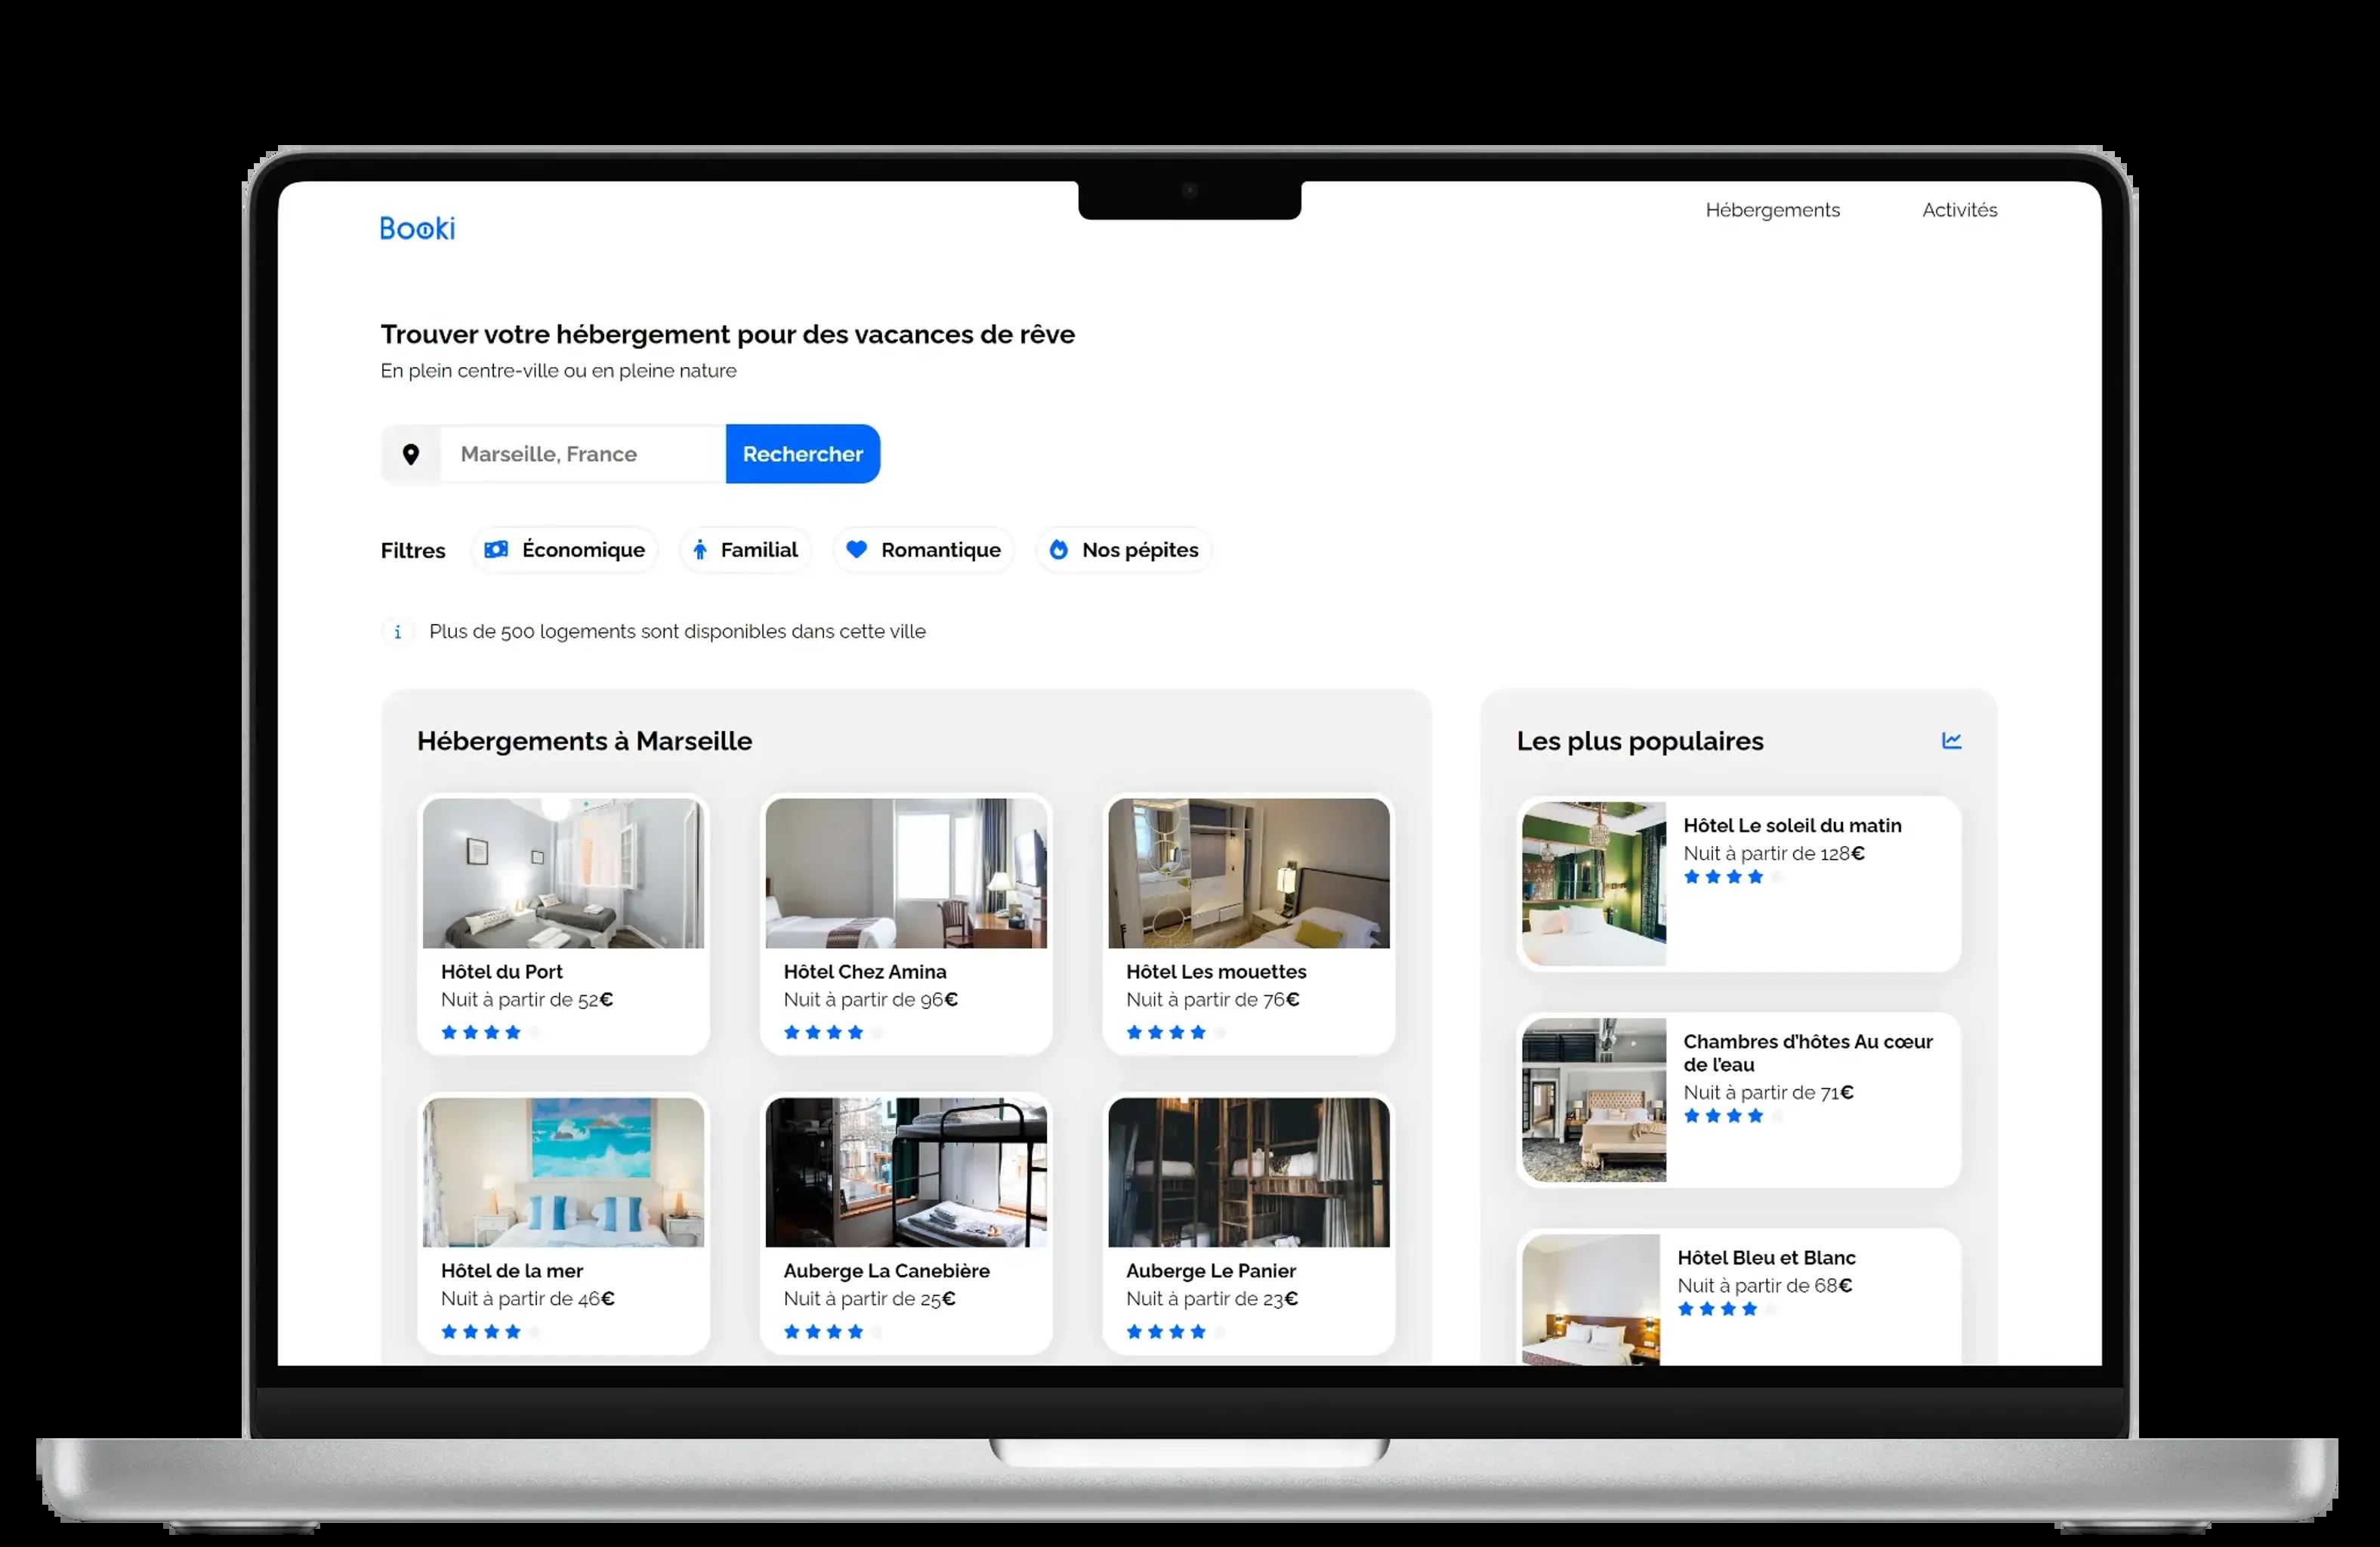 Booki
Hébergements
Activités
Trouver votre hébergement pour des vacances de rêve
En plein centre-ville ou en pleine nature
Marseille, France
Rechercher
Filtres
Économique
Familial
Romantique
Nos pépites
i
Plus de 500 logements sont disponibles dans cette ville
Hébergements à Marseille
Hôtel du Port
Nuit à partir de 52€
Hôtel Chez Amina
Nuit à partir de 96€
Hôtel Les mouettes
Nuit à partir de 76€
Hôtel de la mer
Nuit à partir de 46€
Auberge La Canebière
Nuit à partir de 25€
Auberge Le Panier
Nuit à partir de 23€
Les plus populaires
Hôtel Le soleil du matin
Nuit à partir de 128€
Chambres d'hôtes Au cœur
de l'eau
Nuit à partir de 71€
Hôtel Bleu et Blanc
Nuit à partir de 68€